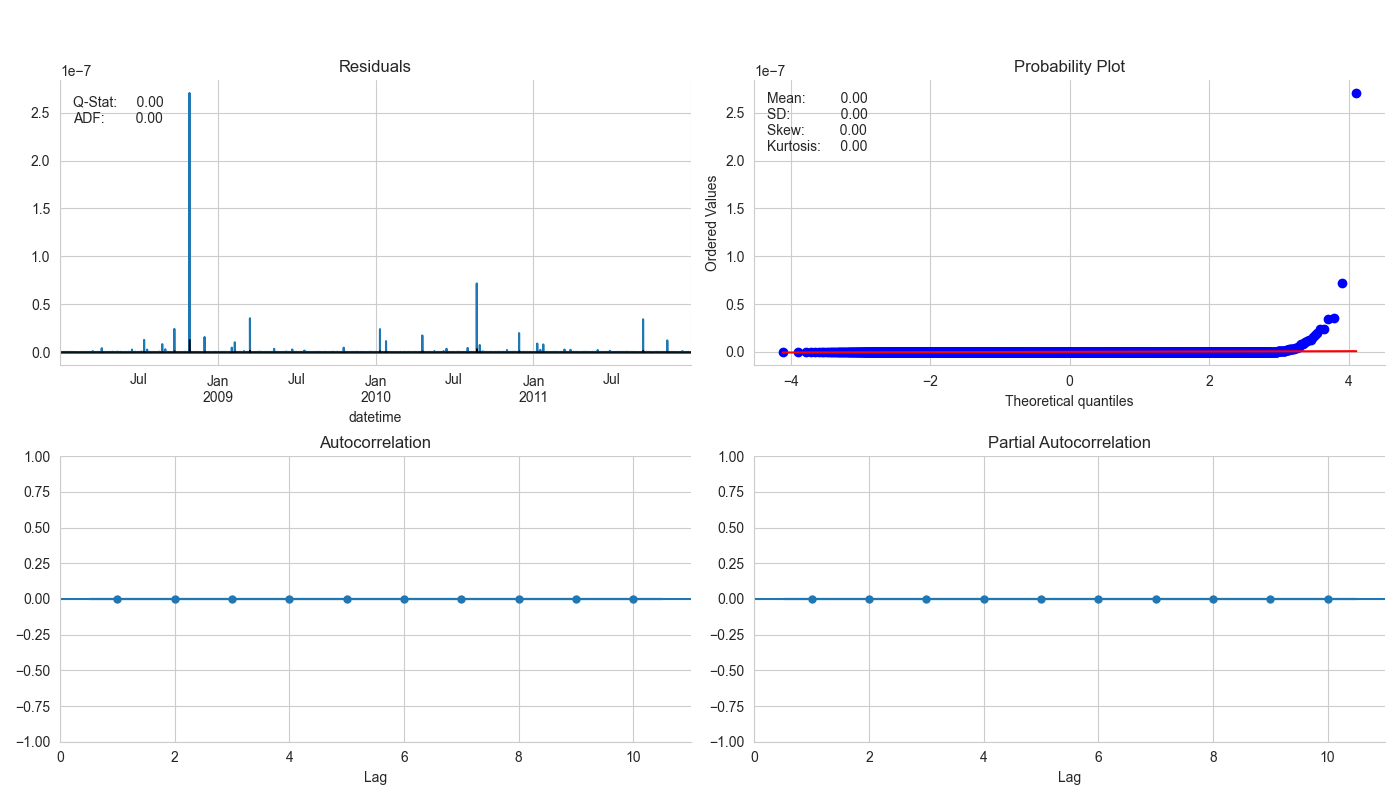 Residuals
1e−7
Q-Stat: 0.00
ADF: 0.00
2.5
2.0
1.5
1.0
0.5
0.0
Jul
Jan
2009
Jul
Jan
2010
Jul
Jan
2011
Jul
datetime
Probability Plot
1e−7
Mean: 0.00
SD: 0.00
Skew: 0.00
Kurtosis: 0.00
Ordered Values
2.5
2.0
1.5
1.0
0.5
0.0
−4 −2 0 2 4
Theoretical quantiles
Autocorrelation
1.00
0.75
0.50
0.25
0.00
−0.25
−0.50
−0.75
−1.00
0 2 4 6 8 10
Lag
Partial Autocorrelation
1.00
0.75
0.50
0.25
0.00
−0.25
−0.50
−0.75
−1.00
0 2 4 6 8 10
Lag